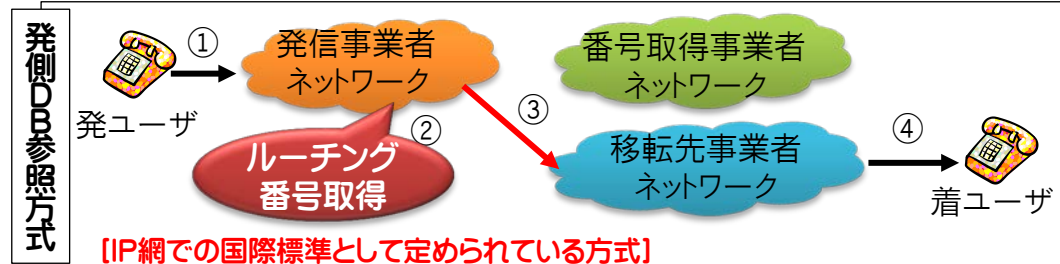 発側DB参照方式
①
発ユーザ
発信事業者
ネットワーク
②
ルーチング
番号取得
番号取得事業者
ネットワーク
③
移転先事業者
ネットワーク
④
着ユーザ
[IP網での国際標準として定められている方式]